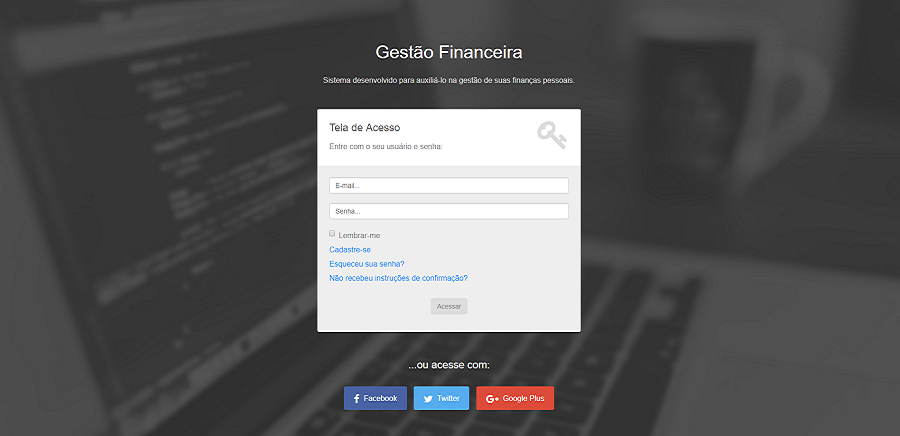 Gestão Financeira
Sistema desenvolvido para auxiliá-lo na gestão de suas finanças pessoais.
Tela de Acesso
Entre com o seu usuário e senha:
E-mail...
Senha...
Lembrar-me
Cadastre-se
Esqueceu sua senha?
Não recebeu instruções de confirmação?
Acessar
...ou acesse com:
Facebook
Twitter
Google Plus